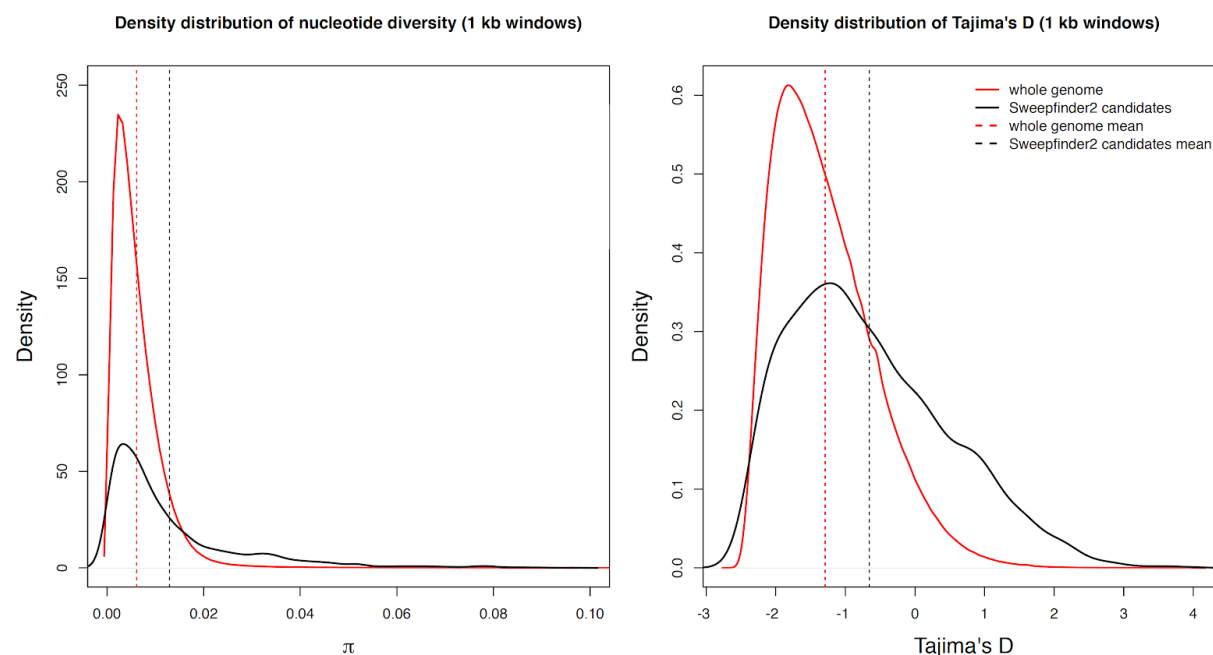 Density distribution of nucleotide diversity (1 kb windows)
Density
0
50
100
150
200
250
0.00
0.02
0.04
0.06
0.08
0.10
π
Density distribution of Tajima's D (1 kb windows)
whole genome
Sweepfinder2 candidates
whole genome mean
Sweepfinder2 candidates mean
Density
0.0
0.1
0.2
0.3
0.4
0.5
0.6
-3
-2
-1
0
1
2
3
4
Tajima's D